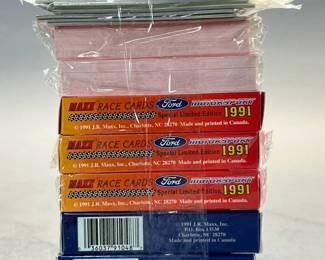 MAXX RACE CARDS Ford MOTORSPORT 1991
Special Limited Edition
© 1991 J.R. Maxx, Inc., Charlotte, NC 28270 Made and printed in Canada.
MAXX RACE CARDS Ford MOTORSPORT 1991
Special Limited Edition
© 1991 J.R. Maxx, Inc., Charlotte, NC 28270 Made and printed in Canada.
MAXX RACE CARDS Ford MOTORSPORT 1991
Special Limited Edition
© 1991 J.R. Maxx, Inc., Charlotte, NC 28270 Made and printed in Canada.
© 1991 J.R. Maxx, Inc.
P.O. Box
Charlotte, NC 28270
Made and printed in Canada